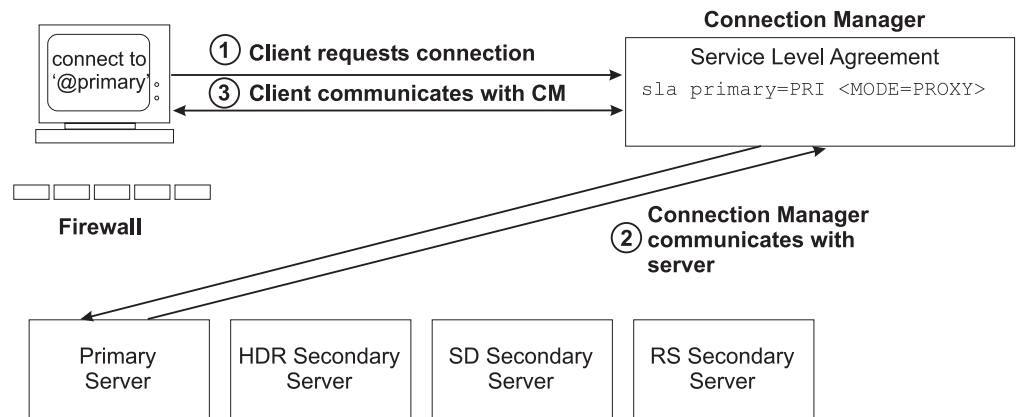 Connection Manager
connect to
‘@primary’
1 Client requests connection
3 Client communicates with CM
Service Level Agreement
sla primary=PRI <MODE=PROXY>
Firewall
2
Connection Manager
communicates with
server
Primary
Server
HDR Secondary
Server
SD Secondary
Server
RS Secondary
Server